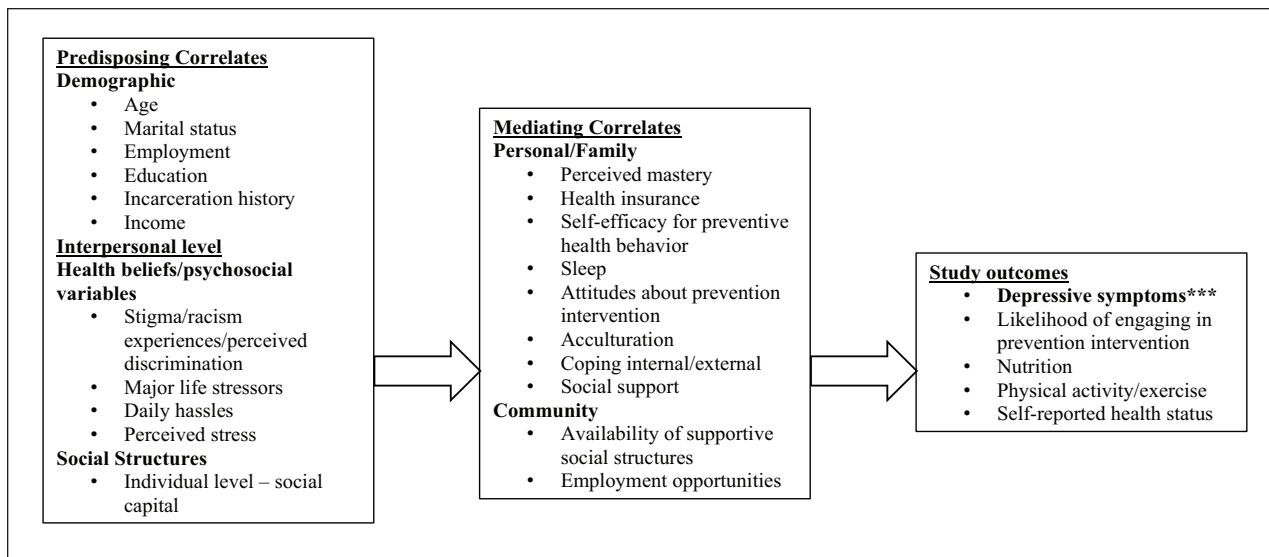 Predisposing Correlates
Demographic
• Age
• Marital status
• Employment
• Education
• Incarceration history
• Income
Interpersonal level
Health beliefs/psychosocial
variables
• Stigma/racism
experiences/perceived
discrimination
• Major life stressors
• Daily hassles
• Perceived stress
Social Structures
• Individual level – social
capital
Mediating Correlates
Personal/Family
• Perceived mastery
• Health insurance
• Self-efficacy for preventive
health behavior
• Sleep
• Attitudes about prevention
intervention
• Acculturation
• Coping internal/external
• Social support
Community
• Availability of supportive
social structures
• Employment opportunities
Study outcomes
• Depressive symptoms***
• Likelihood of engaging in
prevention intervention
• Nutrition
• Physical activity/exercise
• Self-reported health status